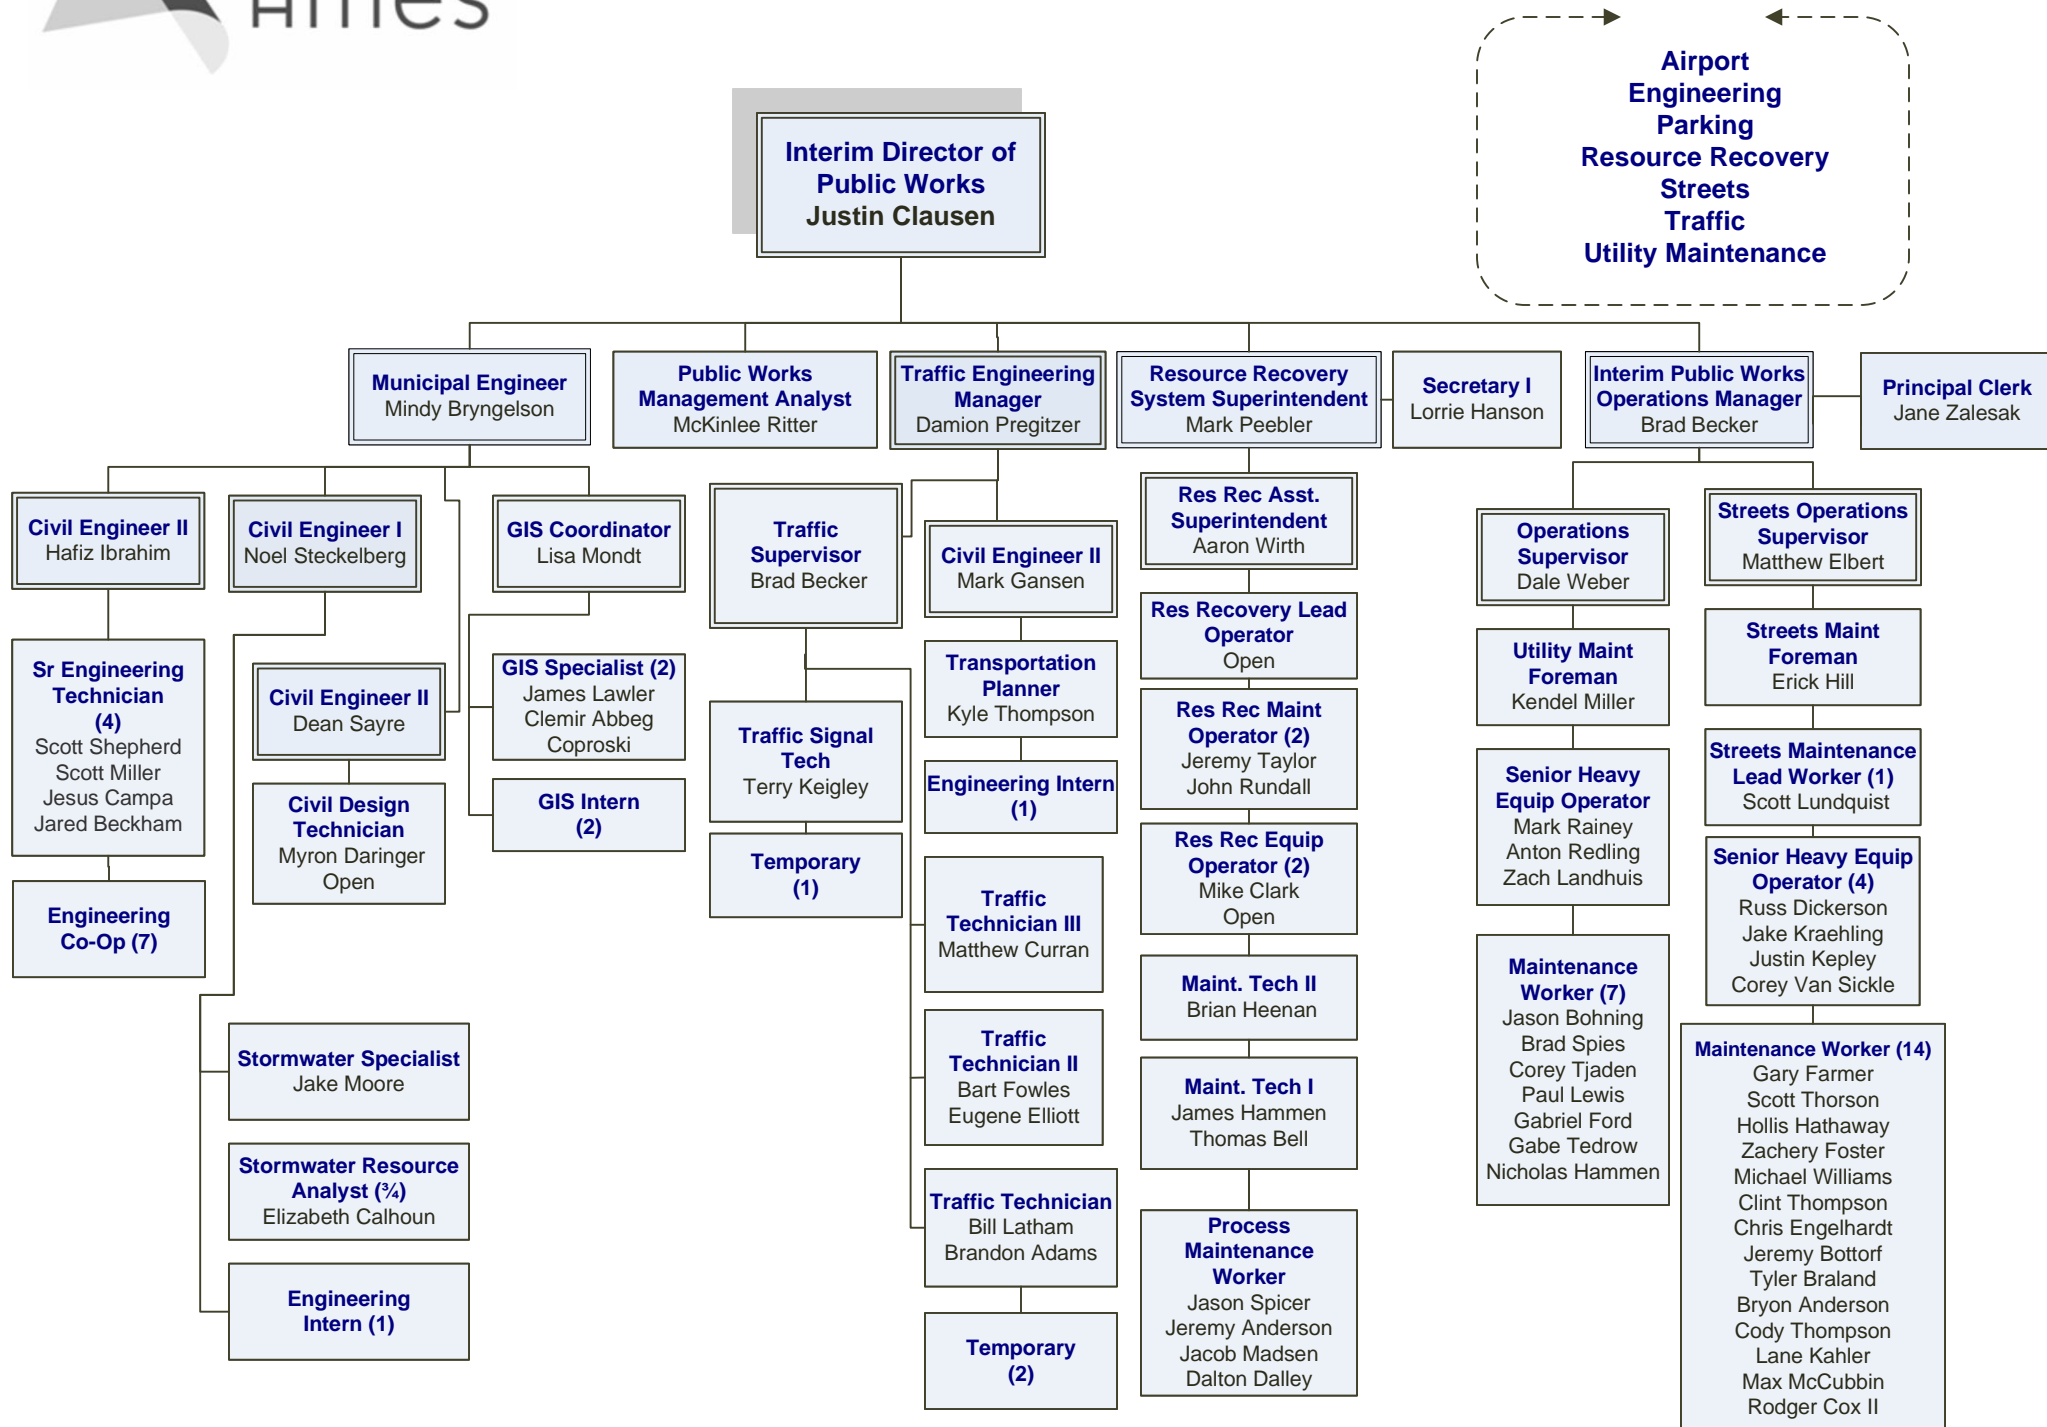 Ames
Airport
Engineering
Parking
Resource Recovery
Streets
Traffic
Utility Maintenance
Interim Director of
Public Works
Justin Clausen
Municipal Engineer
Mindy Bryngelson
Public Works
Management Analyst
McKinlee Ritter
Traffic Engineering
Manager
Damion Pregitzer
Resource Recovery
System Superintendent
Mark Peebler
Secretary I
Lorrie Hanson
Interim Public Works
Operations Manager
Brad Becker
Principal Clerk
Jane Zalesak
Civil Engineer II
Hafiz Ibrahim
Sr Engineering
Technician
(4)
Scott Shepherd
Scott Miller
Jesus Campa
Jared Beckham
Engineering
Co-Op (7)
Civil Engineer I
Noel Steckelberg
Stormwater Specialist
Jake Moore
Stormwater Resource
Analyst (¾)
Elizabeth Calhoun
Engineering
Intern (1)
Civil Engineer II
Dean Sayre
Civil Design
Technician
Myron Daringer
Open
GIS Coordinator
Lisa Mondt
GIS Specialist (2)
James Lawler
Clemir Abbeg
Coproski
GIS Intern
(2)
Traffic
Supervisor
Brad Becker
Traffic Signal
Tech
Terry Keigley
Temporary
(1)
Civil Engineer II
Mark Gansen
Transportation
Planner
Kyle Thompson
Engineering Intern
(1)
Traffic
Technician III
Matthew Curran
Traffic
Technician II
Bart Fowles
Eugene Elliott
Traffic Technician
Bill Latham
Brandon Adams
Temporary
(2)
Res Rec Asst.
Superintendent
Aaron Wirth
Res Recovery Lead
Operator
Open
Res Rec Maint
Operator (2)
Jeremy Taylor
John Rundall
Res Rec Equip
Operator (2)
Mike Clark
Open
Maint. Tech II
Brian Heenan
Maint. Tech I
James Hammen
Thomas Bell
Process
Maintenance
Worker
Jason Spicer
Jeremy Anderson
Jacob Madsen
Dalton Dalley
Operations
Supervisor
Dale Weber
Utility Maint
Foreman
Kendel Miller
Senior Heavy
Equip Operator
Mark Rainey
Anton Redling
Zach Landhuis
Maintenance
Worker (7)
Jason Bohning
Brad Spies
Corey Tjaden
Paul Lewis
Gabriel Ford
Gabe Tedrow
Nicholas Hammen
Streets Operations
Supervisor
Matthew Elbert
Streets Maint
Foreman
Erick Hill
Streets Maintenance
Lead Worker (1)
Scott Lundquist
Senior Heavy Equip
Operator (4)
Russ Dickerson
Jake Kraehling
Justin Kepley
Corey Van Sickle
Maintenance Worker (14)
Gary Farmer
Scott Thorson
Hollis Hathaway
Zachery Foster
Michael Williams
Clint Thompson
Chris Engelhardt
Jeremy Bottorf
Tyler Braland
Bryon Anderson
Cody Thompson
Lane Kahler
Max McCubbin
Rodger Cox II